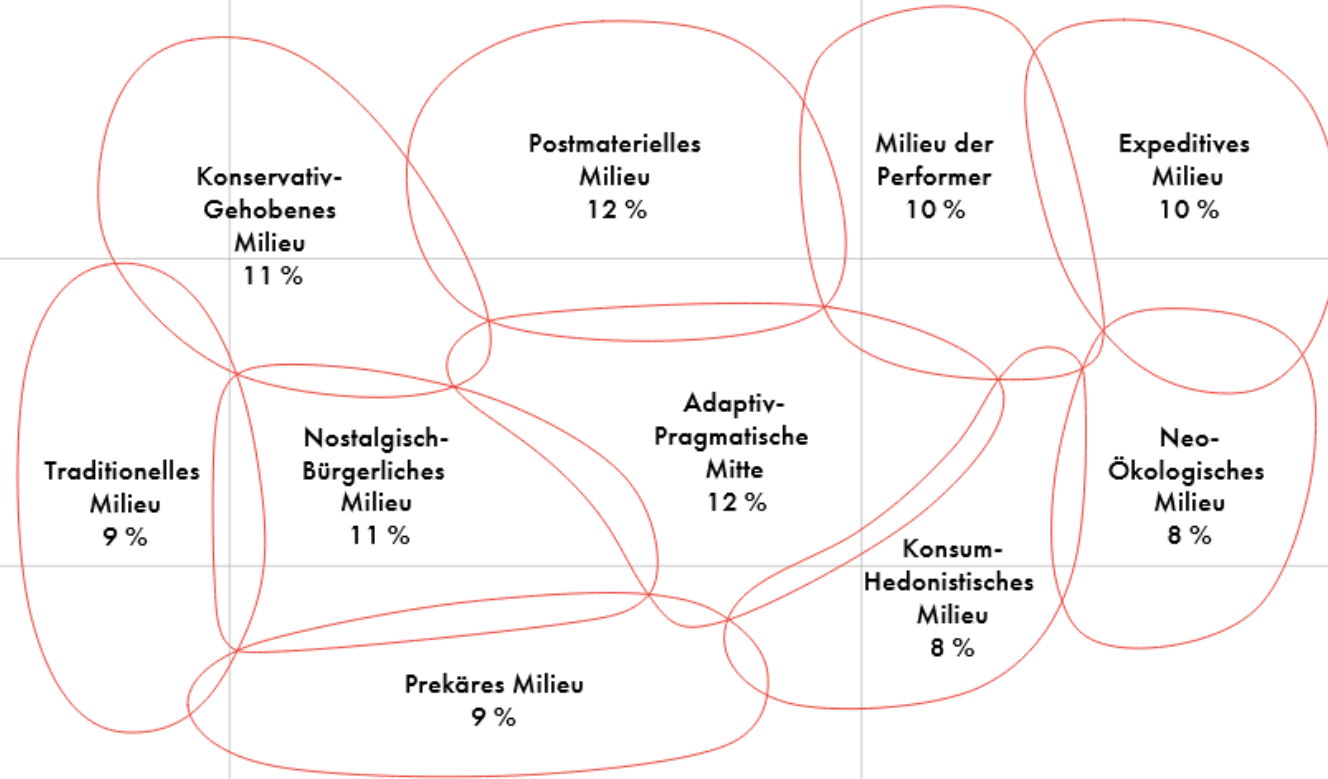 Konservativ-
Gehobenes
Milieu
11 %
Postmaterielles
Milieu
12 %
Milieu der
Performer
10 %
Expeditives
Milieu
10 %
Traditionelles
Milieu
9 %
Nostalgisch-
Bürgerliches
Milieu
11 %
Adaptiv-
Pragmatische
Mitte
12 %
Konsum-
Hedonistisches
Milieu
8 %
Neo-
Ökologisches
Milieu
8 %
Prekäres Milieu
9 %